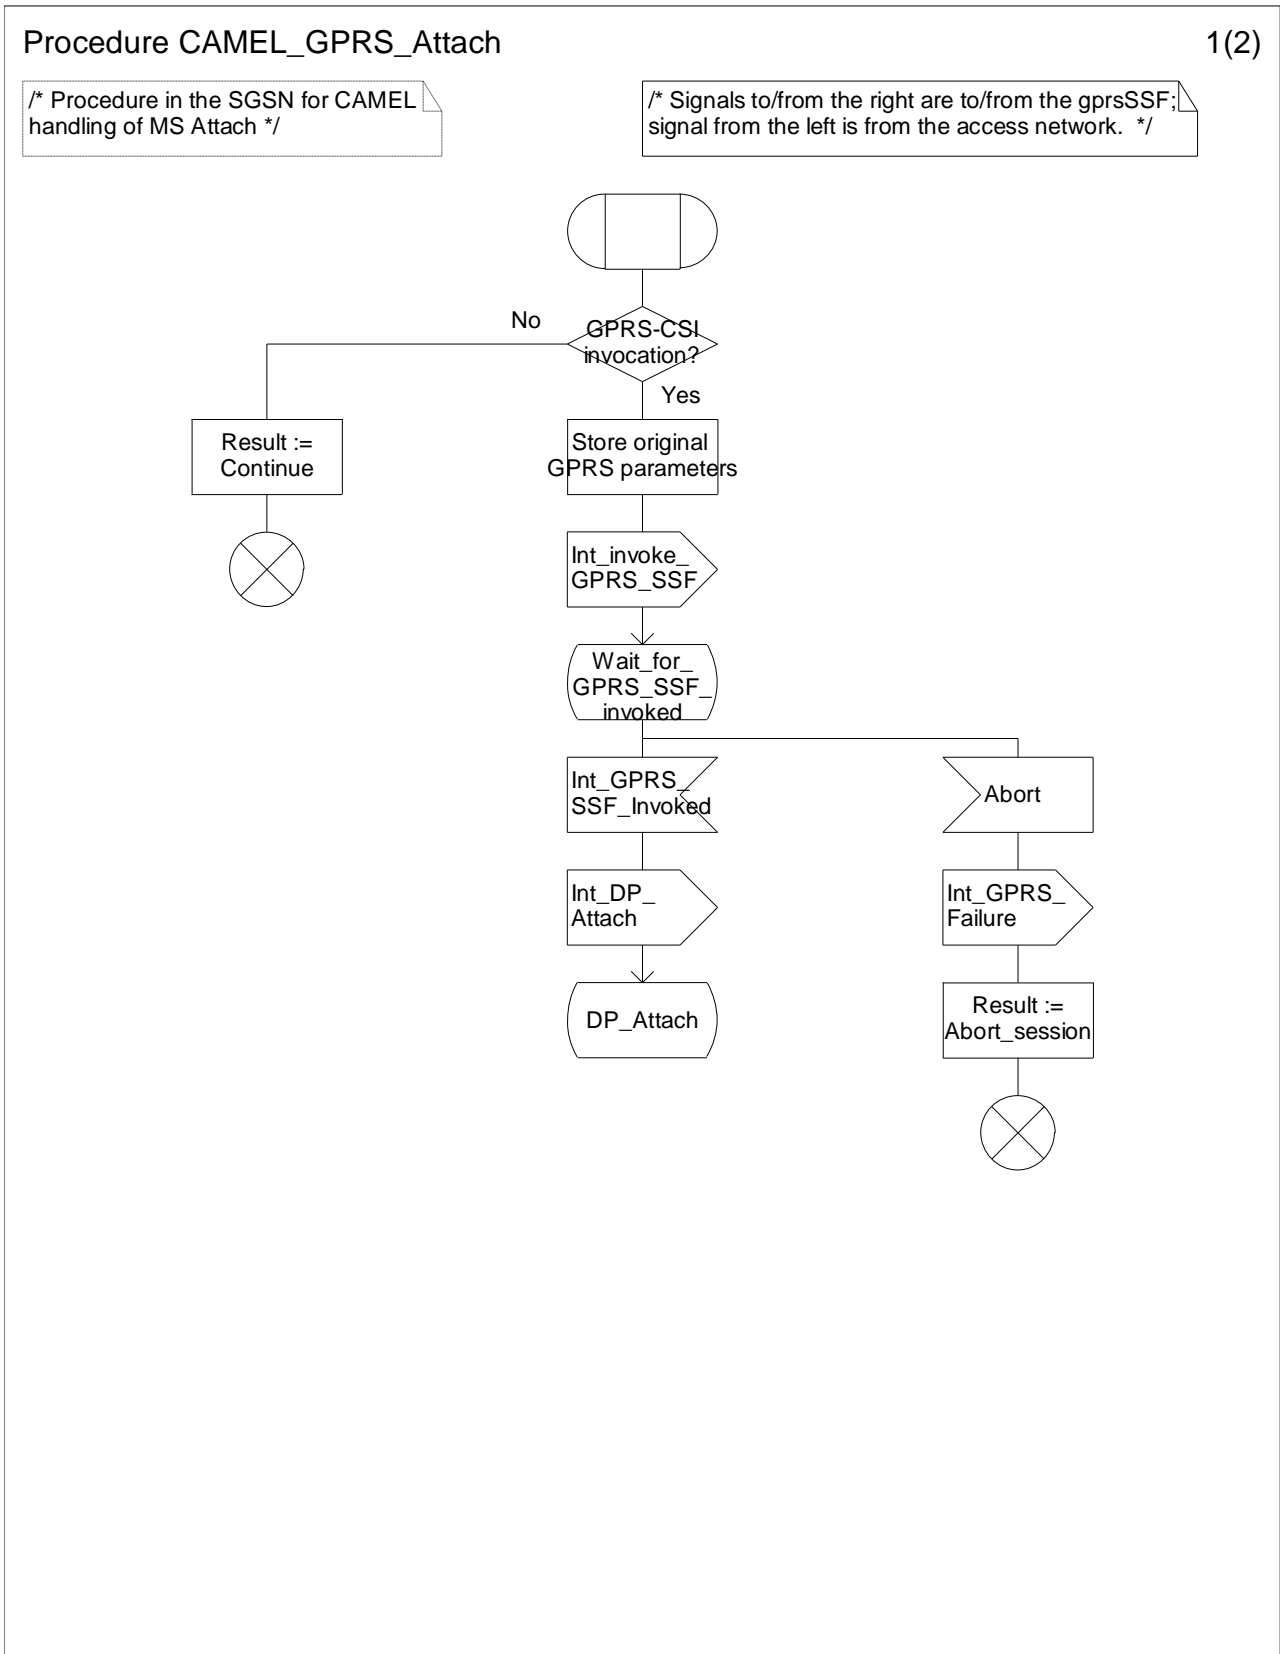 Procedure CAMEL_GPRS_Attach
1(2)
/* Procedure in the SGSN for CAMEL
handling of MS Attach */
/* Signals to/from the right are to/from the gprsSSF;
signal from the left is from the access network.  */
No
GPRS-CSI
invocation?
Yes
Result :=
Continue
Store original
GPRS parameters
Int_invoke_
GPRS_SSF
Wait_for_
GPRS_SSF_
invoked
Int_GPRS_
SSF_Invoked
Abort
Int_DP_
Attach
Int_GPRS_
Failure
DP_Attach
Result :=
Abort_session